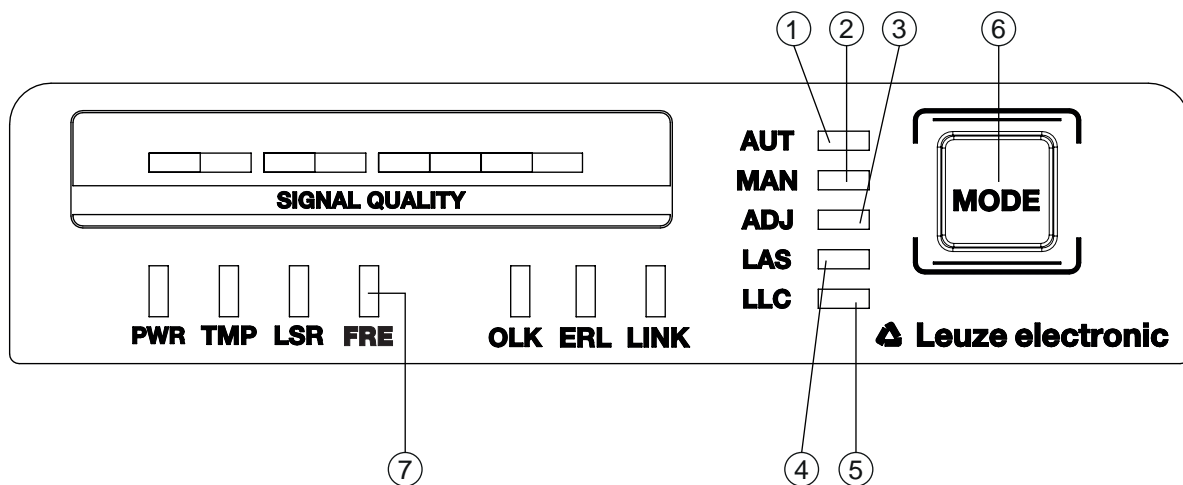 ① ② ③ ⑥
AUT
MAN
SIGNAL QUALITY
MODE
ADJ
LAS
LLC
PWR TMP LSR FRE OLK ERL LINK
Leuze electronic
⑦ ④ ⑤